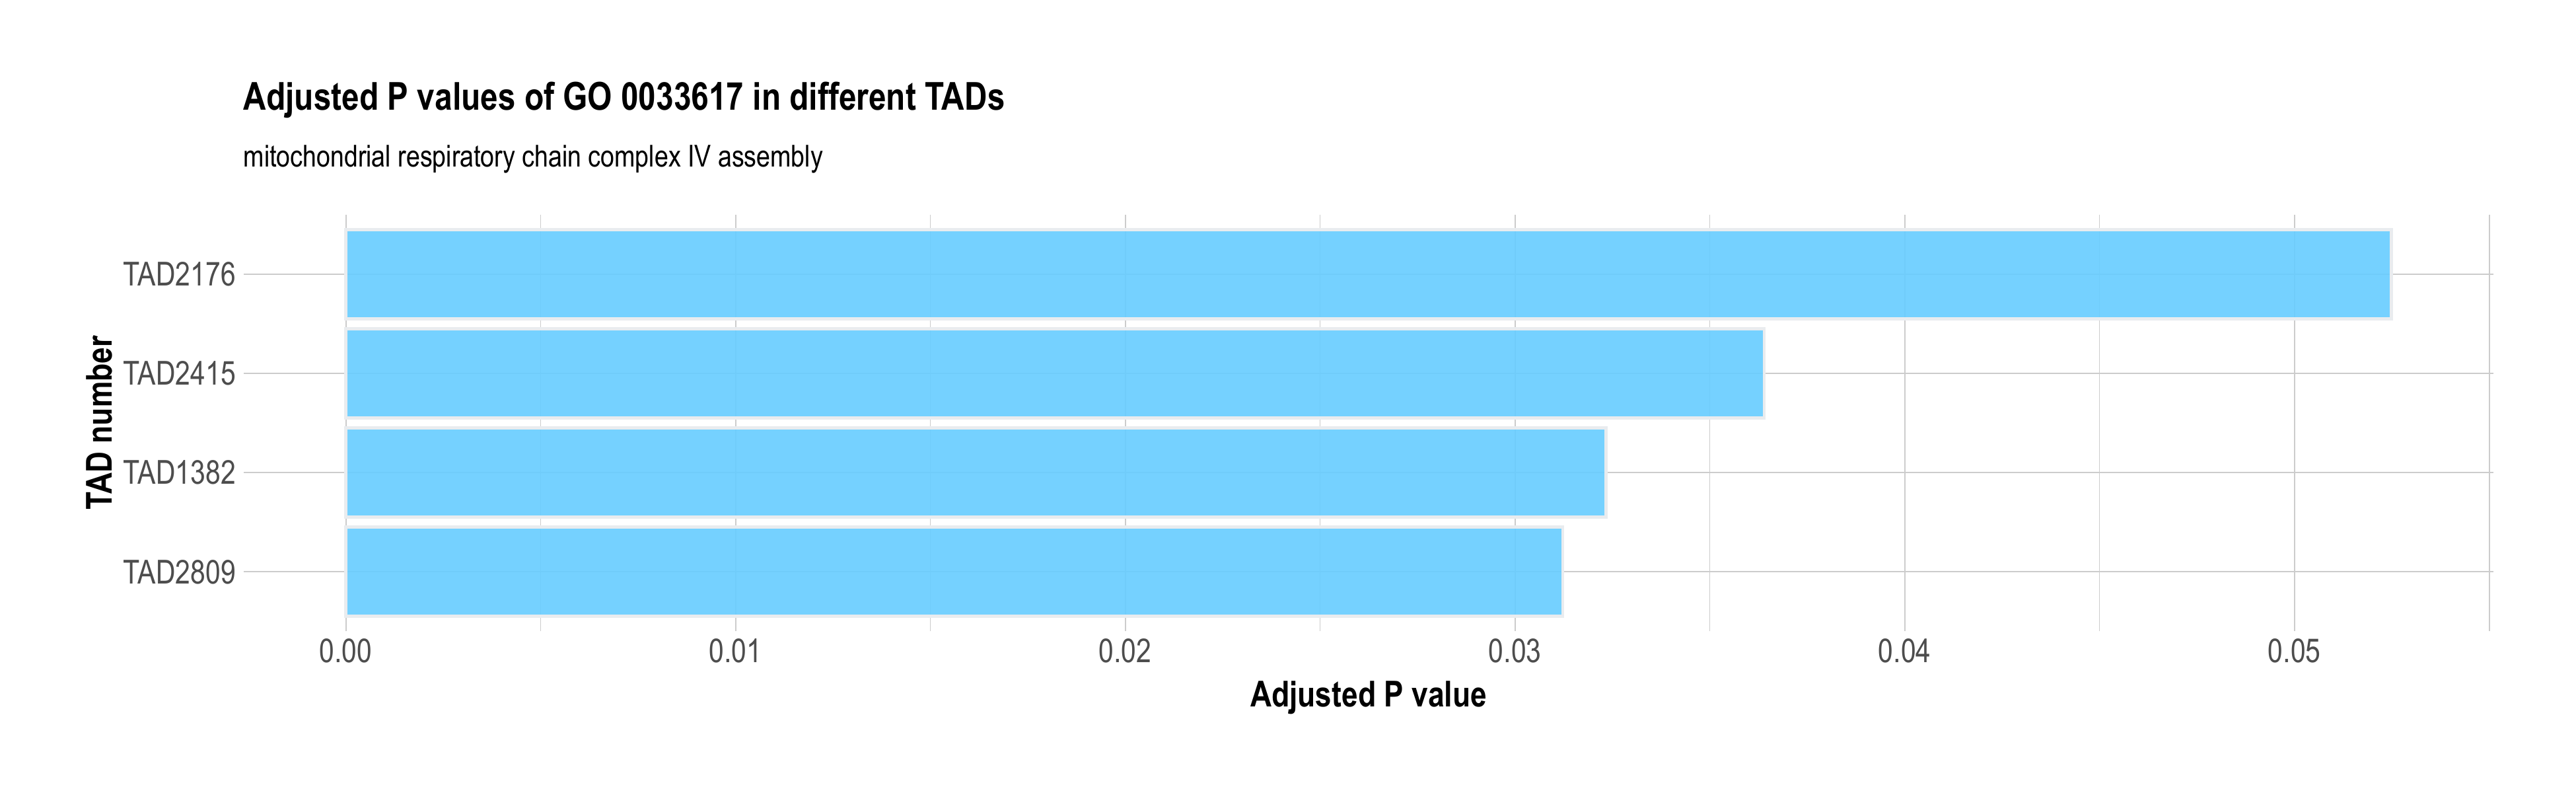 Adjusted P values of GO 0033617 in different TADs
mitochondrial respiratory chain complex IV assembly
TAD number
TAD2176
TAD2415
TAD1382
TAD2809
0.00 0.01 0.02 0.03 0.04 0.05
Adjusted P value